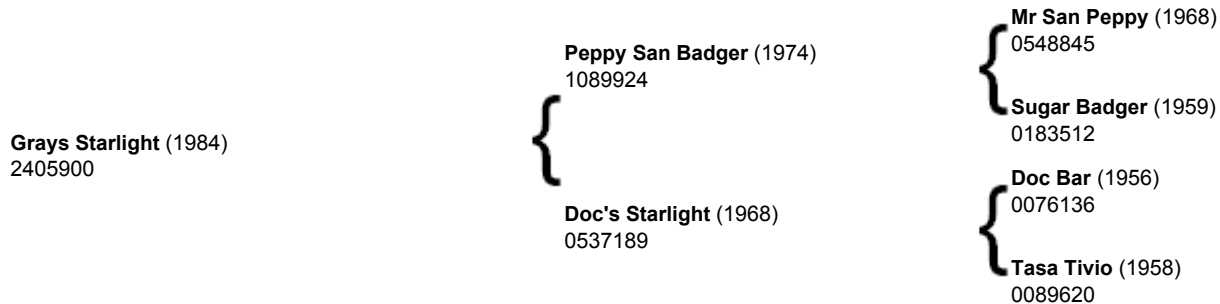 Mr San Peppy (1968)
0548845
Peppy San Badger (1974)
1089924
Sugar Badger (1959)
0183512
Grays Starlight (1984)
2405900
Doc Bar (1956)
0076136
Doc's Starlight (1968)
0537189
Tasa Tivio (1958)
0089620